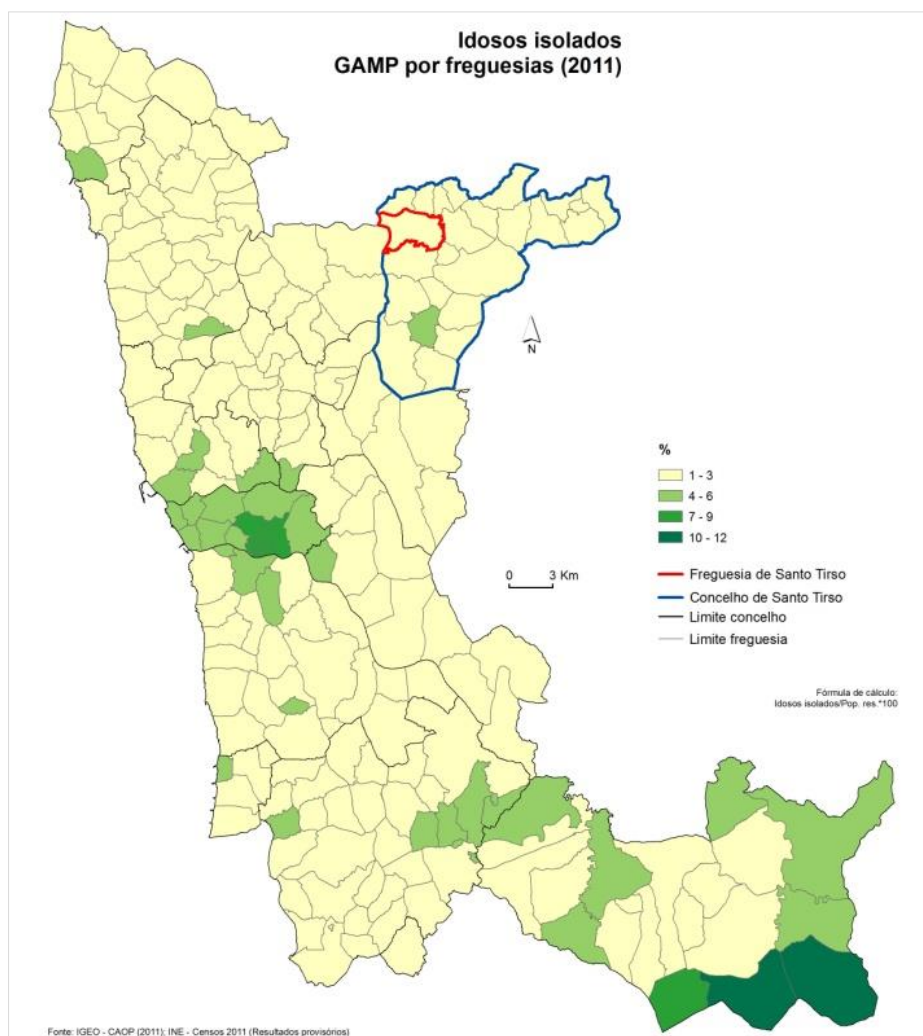 Idosos isolados
GAMP por freguesias (2011)
N
%
1 - 3
4 - 6
7 - 9
10 - 12
0 3 Km
Freguesia de Santo Tirso
Concelho de Santo Tirso
Limite concelho
Limite freguesia
Fórmula de cálculo:
Idosos isolados/Pop. res.*100
Fonte: IGEO - CAOP (2011); INE - Censos 2011 (Resultados provisórios)